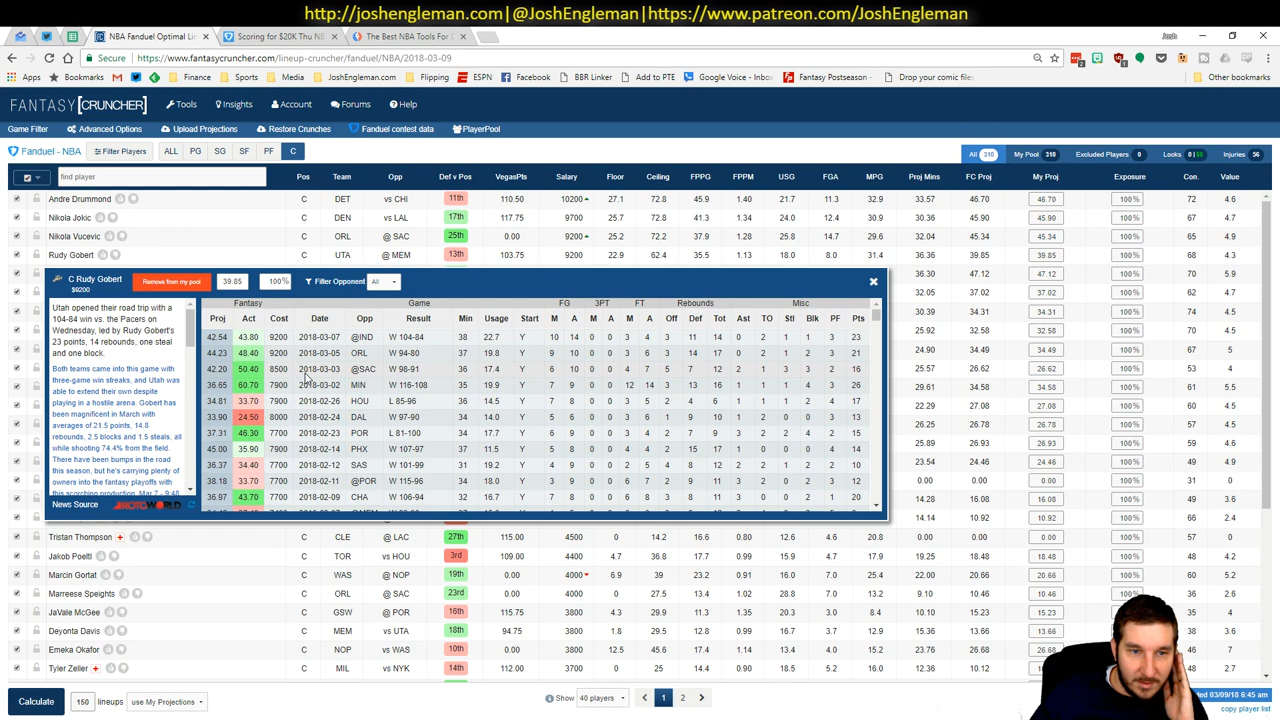 http://joshengleman.com|@JoshEngleman|https://www.patreon.com/JoshEngleman
NBA Fanduel Optimal Lin × Scoring for $20K Thu N × The Best NBA Tools For D × Josh
Secure https://www.fantasycruncher.com/lineup-cruncher/fanduel/NBA/2018-03-09
Apps Bookmarks Finance Sports Media JoshEngleman.com Flipping ESPN Facebook BBR Linker Add to PTE Google Voice - Inbox Fantasy Postseason - Drop your comic files Other bookmarks
FANTASY[CRUNCHER] Tools Insights Account Forums Help
Game Filter Advanced Options Upload Projections Restore Crunches Fanduel contest data PlayerPool
Fanduel - NBA Filter Players ALL PG SG SF PF C All 310 My Pool 310 Excluded Players 0 Locks 0 | $0 Injuries 56
find player Pos Team Opp Def v Pos VegasPts Salary Floor Ceiling FPPG FPPM USG FGA MPG Proj Mins FC Proj My Proj Exposure Con. Value
Andre Drummond C DET vs CHI 11th 110.50 10200 27.1 72.8 45.9 1.40 21.7 11.3 32.9 33.57 46.70 46.70 100% 72 4.6
Nikola Jokic C DEN vs LAL 17th 117.75 9700 25.7 72.8 41.3 1.34 24.0 12.4 30.9 30.36 45.90 45.90 100% 67 4.7
Nikola Vucevic C ORL @ SAC 25th 0.00 9200 25.2 72.2 37.9 1.28 25.8 14.7 29.6 32.04 45.34 45.34 100% 65 4.9
Rudy Gobert C UTA @ MEM 13th 103.75 9200 20.4 62.4 35.5 1.13 18.0 8.0 31.4 35.23 39.85 39.85 100% 68 4.3
C Rudy Gobert
$9200
Remove from my pool 39.85 100% Filter Opponent All
Utah opened their road trip with a
104-84 win vs. the Pacers on
Wednesday, led by Rudy Gobert's
23 points, 14 rebounds, one steal
and one block.
Both teams came into this game with
three-game win streaks, and Utah was
able to extend their own despite
playing in a hostile arena. Gobert has
been magnificent in March with
averages of 21.5 points, 14.8
rebounds, 2.5 blocks and 1.5 steals, all
while shooting 74.4% from the field.
There have been bumps in the road
this season, but he's carrying plenty of
owners into the fantasy playoffs with
this scorching production. Mar 7 - 9:48
News Source ROTOWORLD
Fantasy Game FG 3PT FT Rebounds Misc
Proj Act Cost Date Opp Result Min Usage Start M A M A M A Off Def Tot Ast TO Stl Blk PF Pts
42.54 43.80 9200 2018-03-07 @IND W 104-84 38 22.7 Y 10 14 0 0 3 4 3 11 14 0 2 1 1 3 23
44.23 48.40 9200 2018-03-05 ORL W 94-80 37 19.8 Y 9 10 0 0 3 6 3 14 17 0 2 0 3 3 21
42.20 50.40 8500 2018-03-03 @SAC W 98-91 36 17.4 Y 6 10 0 0 4 7 5 7 12 2 1 3 3 2 16
36.65 60.70 7900 2018-03-02 MIN W 116-108 35 19.9 Y 7 9 0 0 12 14 3 13 16 1 1 4 3 26
34.81 33.70 7900 2018-02-26 HOU L 85-96 36 14.5 Y 7 8 0 0 3 5 2 4 6 1 1 2 1 17
33.90 24.50 8000 2018-02-24 DAL W 97-90 34 14.0 Y 5 6 0 0 3 6 1 9 10 1 2 0 0 3 13
37.31 46.30 7900 2018-02-23 POR L 81-100 34 17.7 Y 5 8 0 0 5 6 2 7 9 3 2 3 2 15
45.00 35.90 7900 2018-02-14 PHX W 107-97 37 11.5 Y 4 8 0 0 2 15 17 1 2 0 2
36.37 34.40 7700 2018-02-12 SAS W 101-99 31 19.2 Y 4 9 0 0 2 5 4 8 12 2 1 2 2 10
38.18 33.70 7700 2018-02-11 @POR W 115-96 34 18.0 Y 3 6 0 0 6 7 2 9 11 1 2 3 12
36.97 43.70 7700 2018-02-09 CHA W 106-94 32 16.7 Y 7 8 0 0 6 8 3 8 11 0
Tristan Thompson C CLE @ LAC 27th 115.00 4500 0 14.2 16.6 0.80 12.6 4.6 20.8 0.00 0.00 100% 57 0
Jakob Poeltl C TOR vs HOU 3rd 109.00 4400 4.7 36.8 17.7 0.99 14.1 4.9 17.9 19.25 18.48 18.48 100% 48 4.2
Marcin Gortat C WAS @ NOP 19th 0.00 4000 6.9 39 23.2 0.91 16.0 7.0 25.4 22.00 20.66 20.66 100% 60 5.2
Marreese Speights C ORL @ SAC 23rd 0.00 4000 0 27.5 13.4 1.02 28.8 7.0 13.2 9.10 10.46 10.46 100% 36 2.6
JaVale McGee C GSW @ POR 16th 115.75 3800 4.3 29.9 11.3 1.35 20.3 3.0 8.4 10.10 15.23 15.23 100% 35 4
Deyonta Davis C MEM vs UTA 18th 94.75 3800 1.8 29.5 13.4 0.88 12.7 3.9 15.2 15.36 13.66 13.66 100% 38 3.6
Emeka Okafor C NOP vs WAS 10th 0.00 3800 12.5 45.6 17.4 1.14 13.4 4.0 15.3 23.76 26.68 26.68 100% 46 7
Tyler Zeller C MIL vs NYK 14th 112.00 3700 0 25 14.4 0.90 18.5 5.2 16.0 12.36 10.12 10.12 100% 48 2.7
Calculate 150 lineups use My Projections Show 40 players 1 2
03/09/18 6:45 am
copy player list